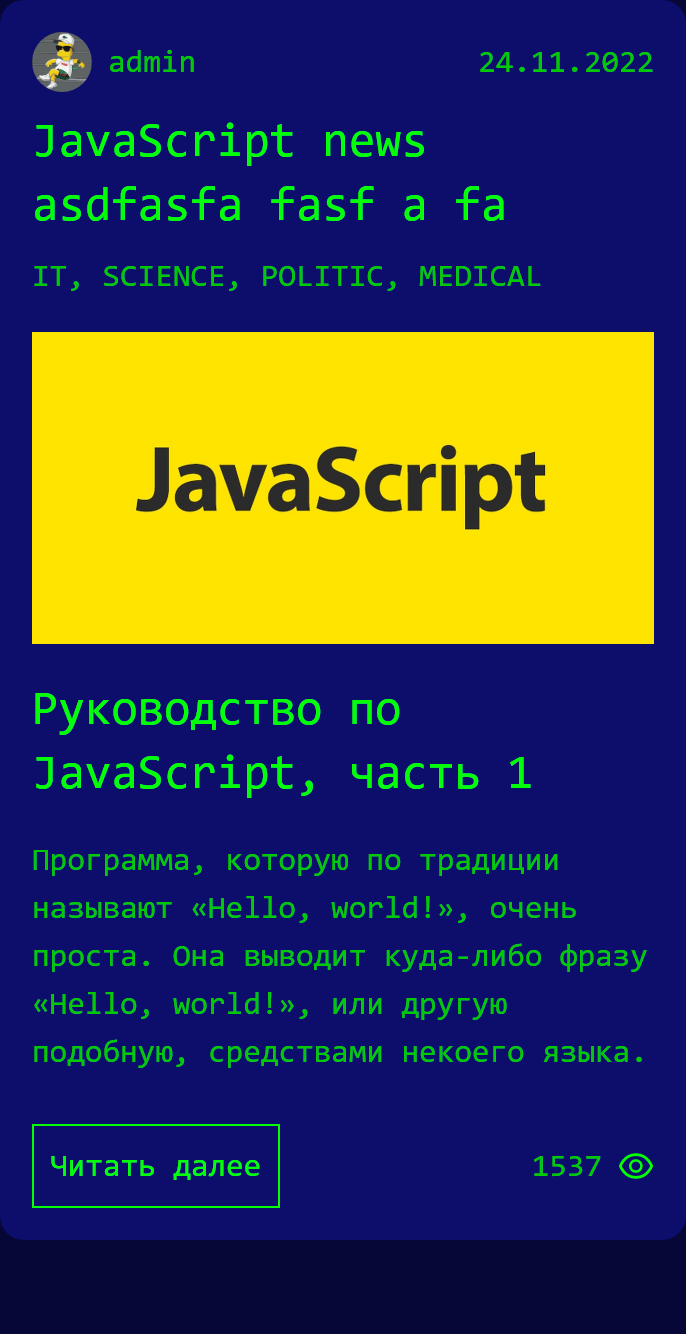 admin 24.11.2022
JavaScript news
asdfasfa fasf a fa
IT, SCIENCE, POLITIC, MEDICAL
JavaScript
Руководство по
JavaScript, часть 1
Программа, которую по традиции
называют «Hello, world!», очень
проста. Она выводит куда-либо фразу
«Hello, world!», или другую
подобную, средствами некоего языка.
Читать далее 1537